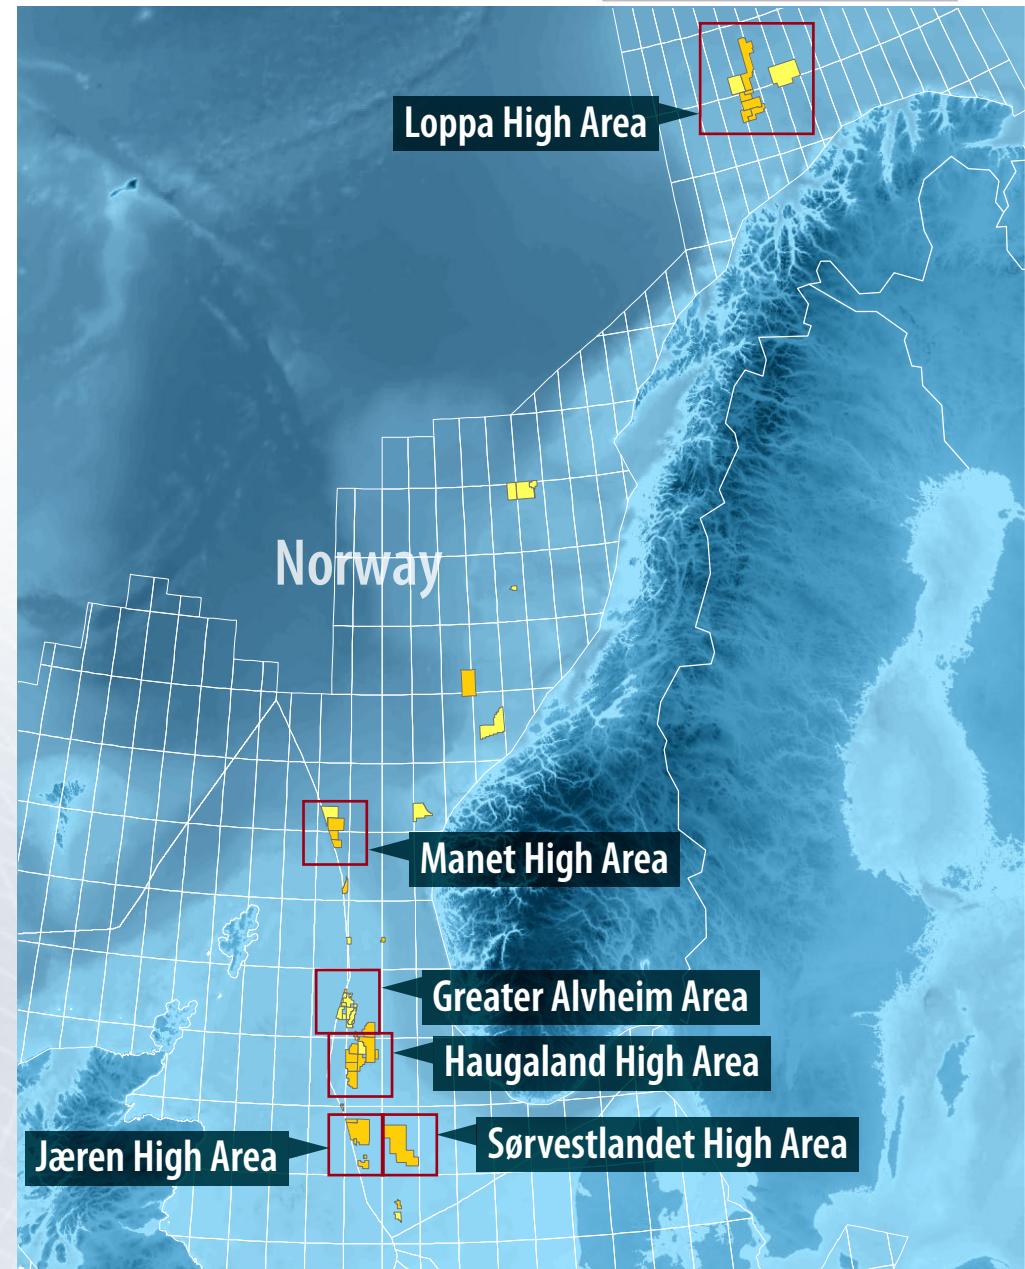 Loppa High Area
Norway
Manet High Area
Greater Alvheim Area
Haugaland High Area
Jæren High Area
Sørvestlandet High Area